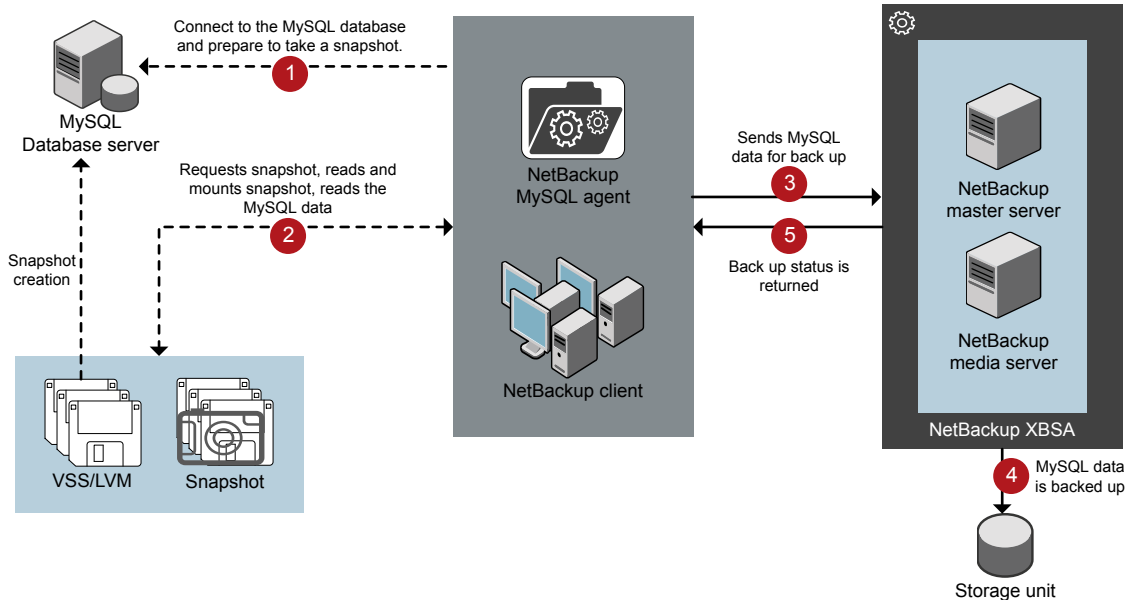 Connect to the MySQL database
and prepare to take a snapshot.
1
MySQL
Database server
Requests snapshot, reads and
mounts snapshot, reads the
MySQL data
2
Snapshot
creation
VSS/LVM
Snapshot
NetBackup
MySQL agent
NetBackup client
Sends MySQL
data for back up
3
5
Back up status is
returned
NetBackup
master server
NetBackup
media server
NetBackup XBSA
4
MySQL data
is backed up
Storage unit